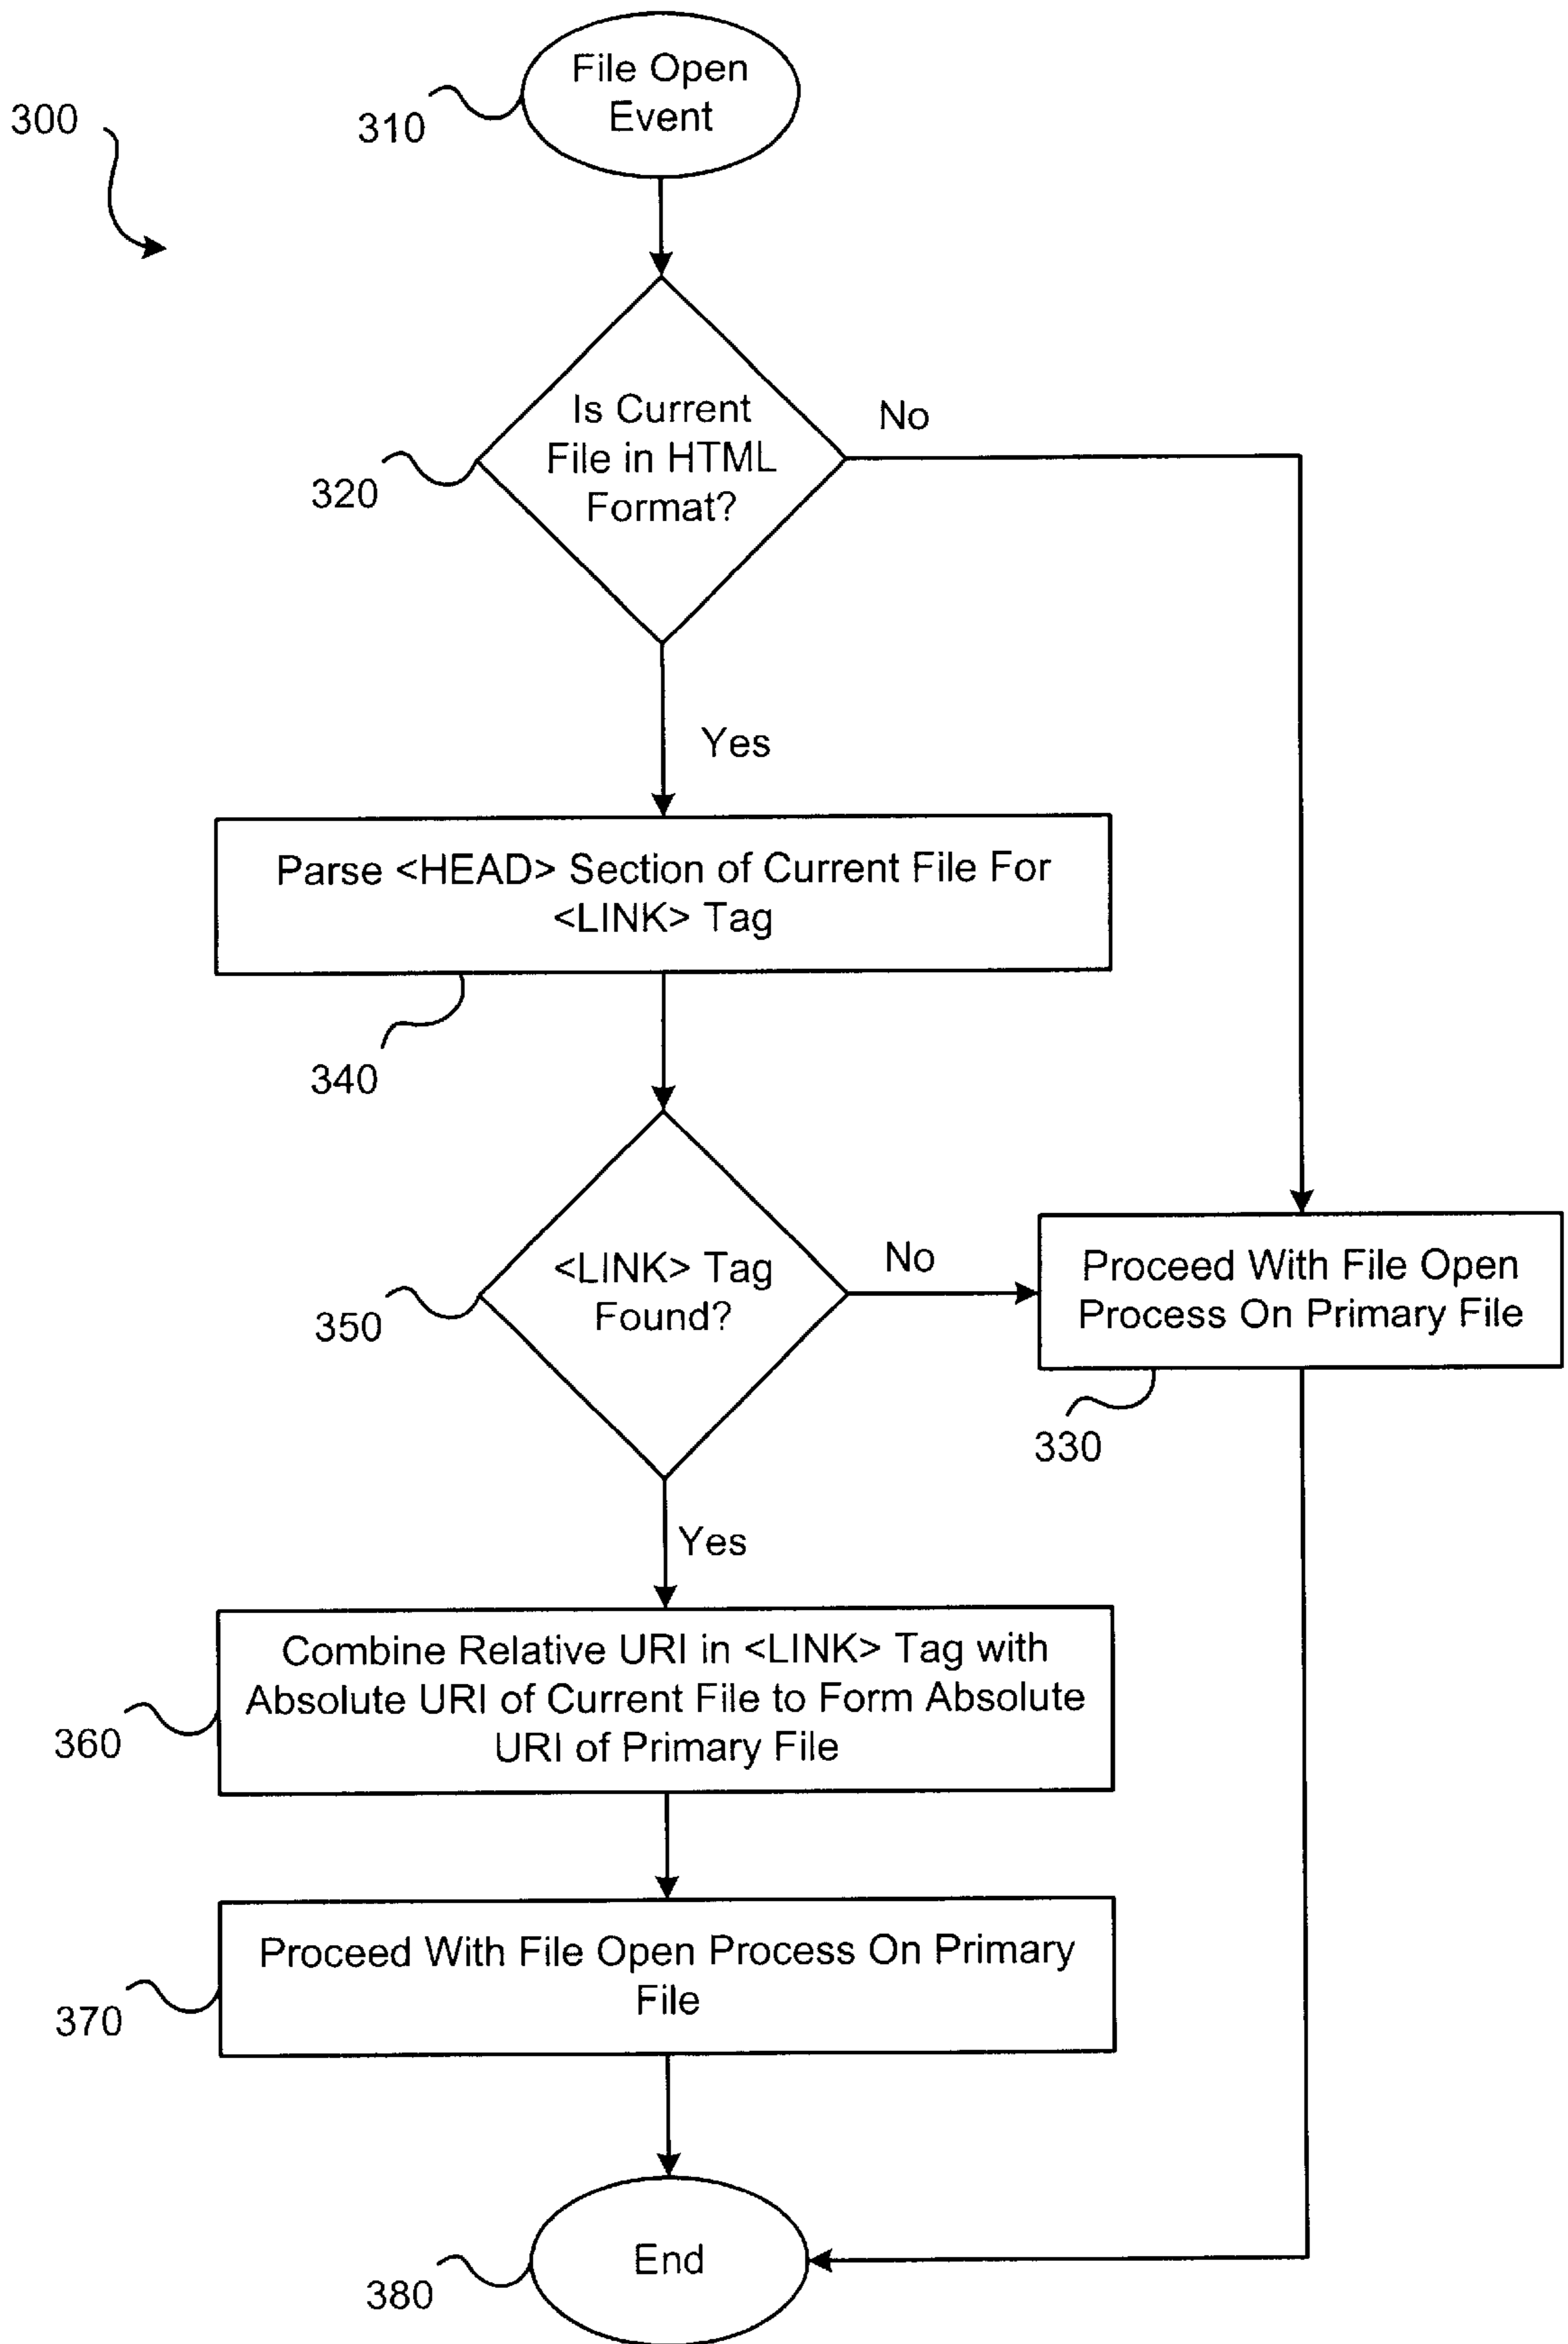 File Open
Event
300
310
Is Current
File in HTML
Format?
No
320
Yes
Parse <HEAD> Section of Current File For
<LINK> Tag
340
<LINK> Tag
Found?
No
350
Proceed With File Open
Process On Primary File
330
Yes
Combine Relative URI in <LINK> Tag with
Absolute URI of Current File to Form Absolute
URI of Primary File
360
Proceed With File Open Process On Primary
File
370
End
380